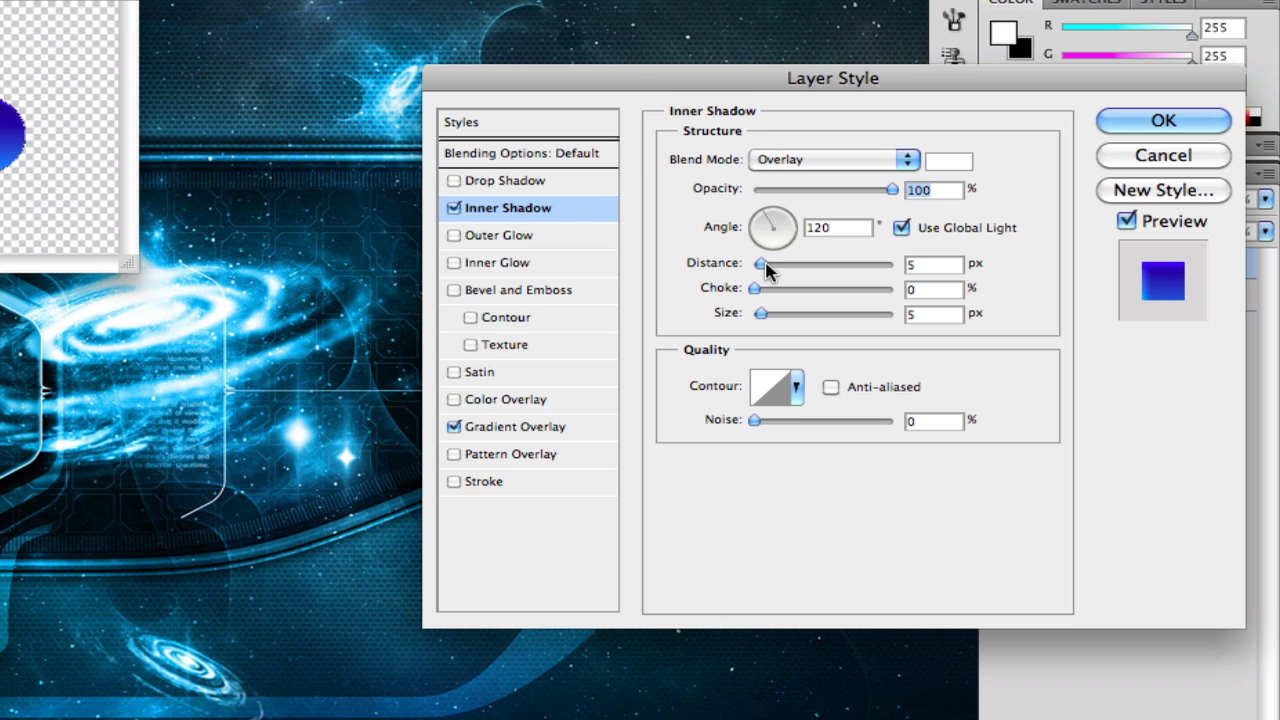 COLOR SWATCHES STYLES
R 255
G 255
Layer Style
Styles
Blending Options: Default
Drop Shadow
Inner Shadow
Outer Glow
Inner Glow
Bevel and Emboss
Contour
Texture
Satin
Color Overlay
Gradient Overlay
Pattern Overlay
Stroke
Inner Shadow
Structure
Blend Mode: Overlay
Opacity: 100 %
Angle: 120 ° Use Global Light
Distance: 5 px
Choke: 0 %
Size: 5 px
Quality
Contour: Anti-aliased
Noise: 0 %
OK
Cancel
New Style...
Preview
%
%